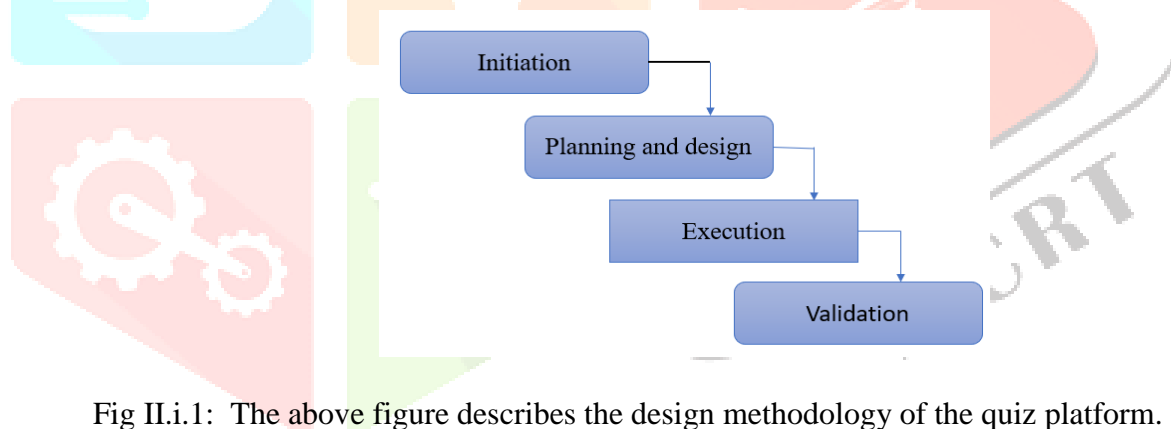 Initiation
Planning and design
Execution
Validation
CRT
Fig II.i.1: The above figure describes the design methodology of the quiz platform.